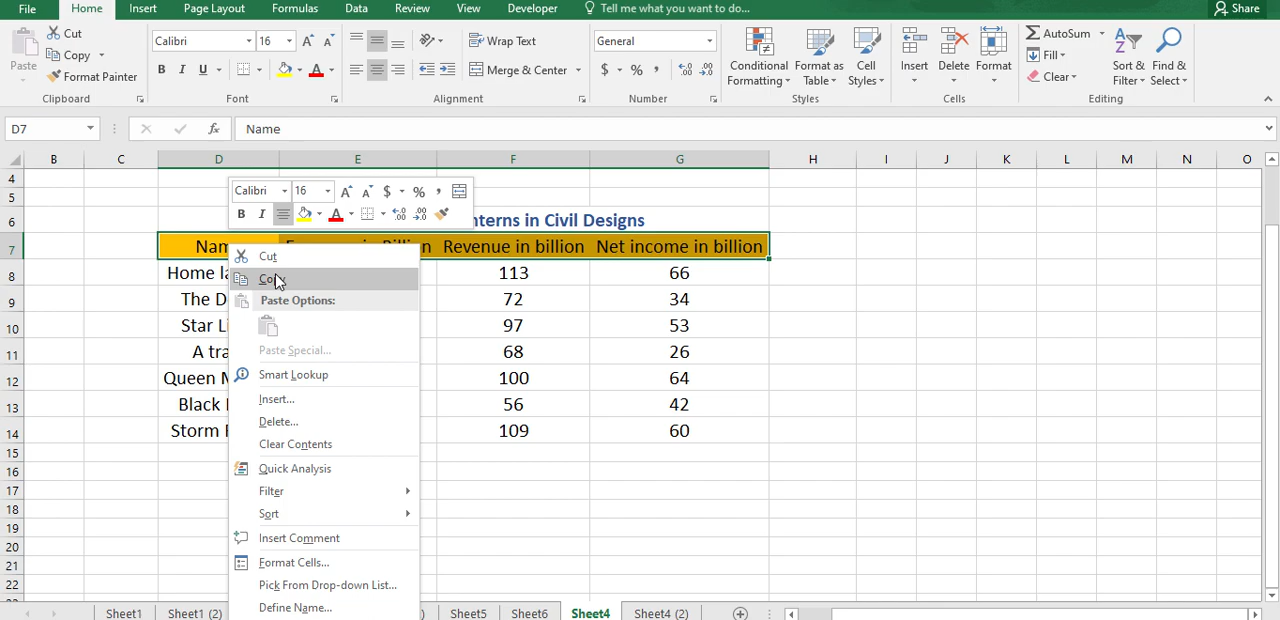 File Home Insert Page Layout Formulas Data Review View Developer Tell me what you want to do... Share
Paste Cut Copy Format Painter Clipboard
Calibri 16 B I U Font
Wrap Text Merge & Center Alignment
General $ % , Number
Conditional Formatting Format as Table Cell Styles Styles
Insert Delete Format Cells
AutoSum Fill Clear Sort & Filter Find & Select Editing
D7 fx Name
B C D E F G H I J K L M N O
4
5
Calibri 16 $ % ,
B I A
6 nterns in Civil Designs
7 Nam n Revenue in billion Net income in billion
8 Home la 113 66
9 The D 72 34
10 Star Li 97 53
11 A tra 68 26
12 Queen 100 64
13 Black 56 42
14 Storm 109 60
15
16
17
18
19
20
21
22
Cut
Copy
Paste Options:
Paste Special...
Smart Lookup
Insert...
Delete...
Clear Contents
Quick Analysis
Filter
Sort
Insert Comment
Format Cells...
Pick From Drop-down List...
Define Name...
Sheet1 Sheet1 (2) ) Sheet5 Sheet6 Sheet4 Sheet4 (2)